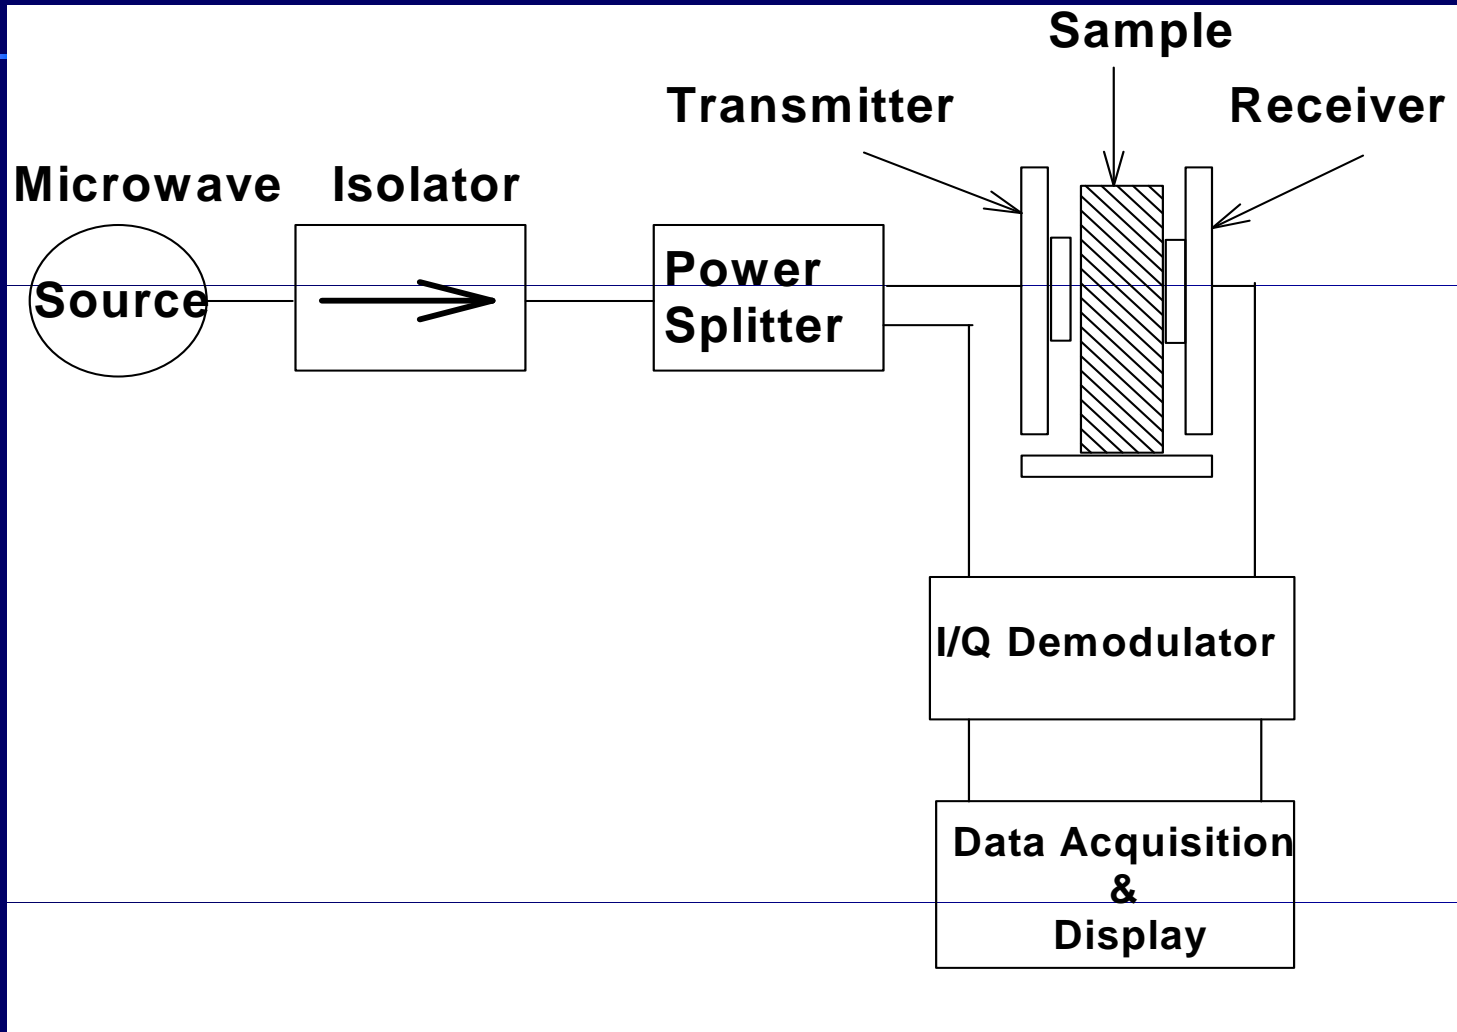 Sample
Transmitter
Receiver
Microwave
Isolator
Source
Power
Splitter
I/Q Demodulator
Data Acquisition
&
Display